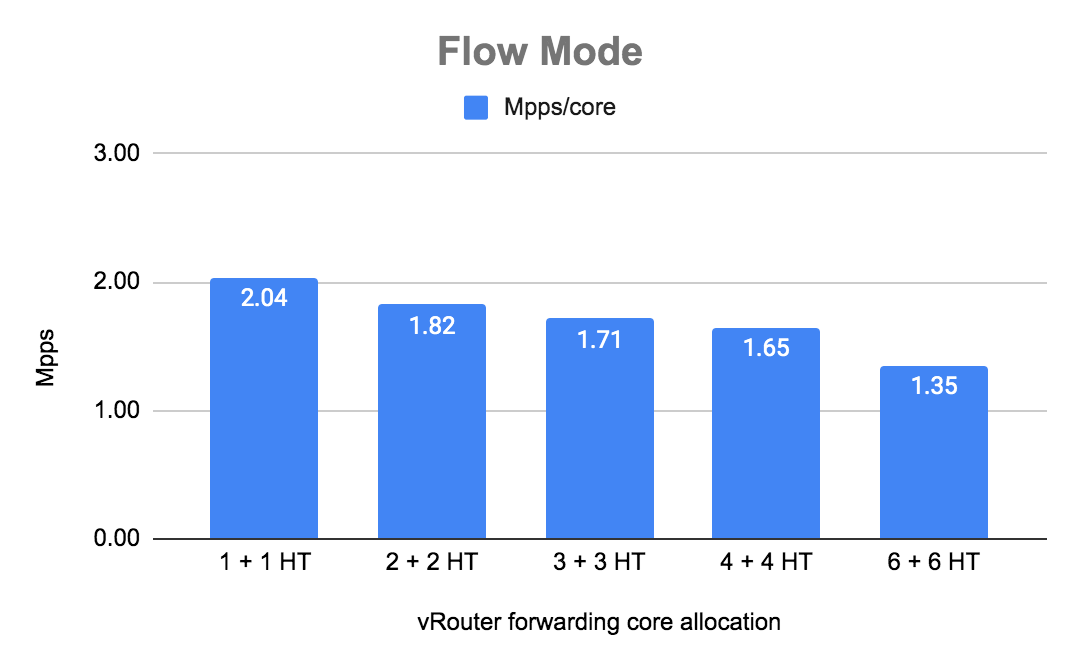 Flow Mode
Mpps/core
3.00
2.00
1.00
0.00
Mpps
2.04
1.82
1.71
1.65
1.35
1 + 1 HT
2 + 2 HT
3 + 3 HT
4 + 4 HT
6 + 6 HT
vRouter forwarding core allocation